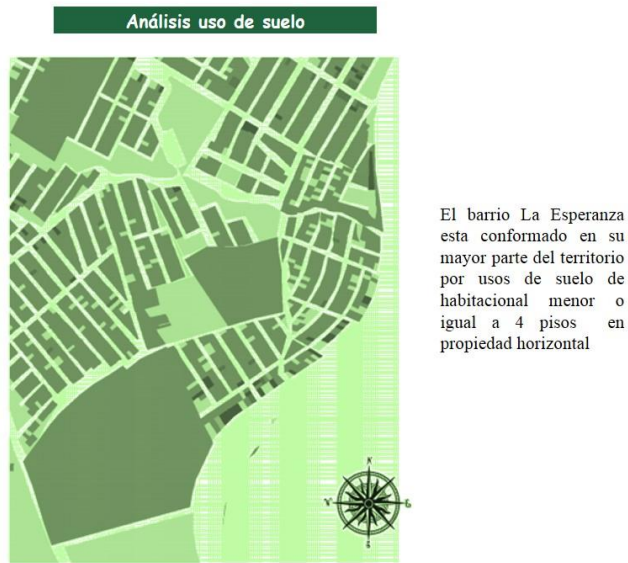 Análisis uso de suelo
El barrio La Esperanza
esta conformado en su
mayor parte del territorio
por usos de suelo de
habitacional menor o
igual a 4 pisos en
propiedad horizontal